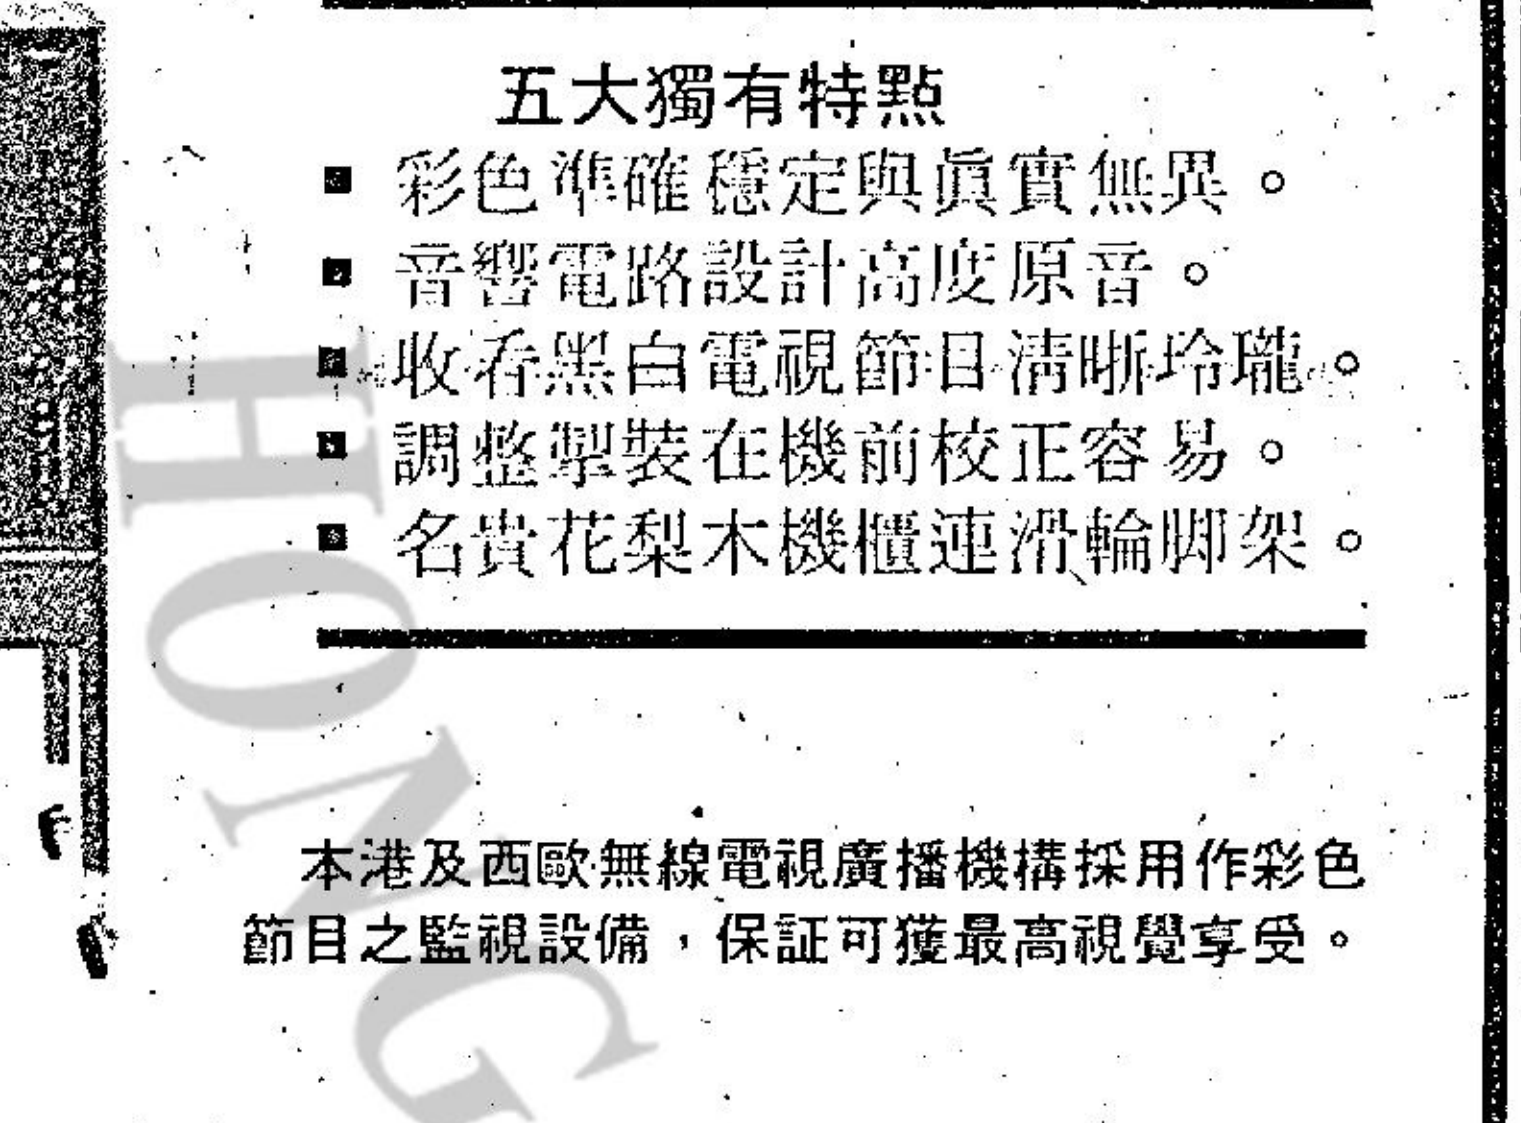 五大獨有特點
彩色準確穩定與眞實無異。
音響電路設計高度原音。
收看黑白電視節目清晰玲瓏。
調整掣裝在機前校正容易。
名貴花梨木機櫃連滑輪脚架。
本港及西歐無線電視廣播機構採用作彩色
節目之監視設備，保証可獲最高視覺享受。
HONG